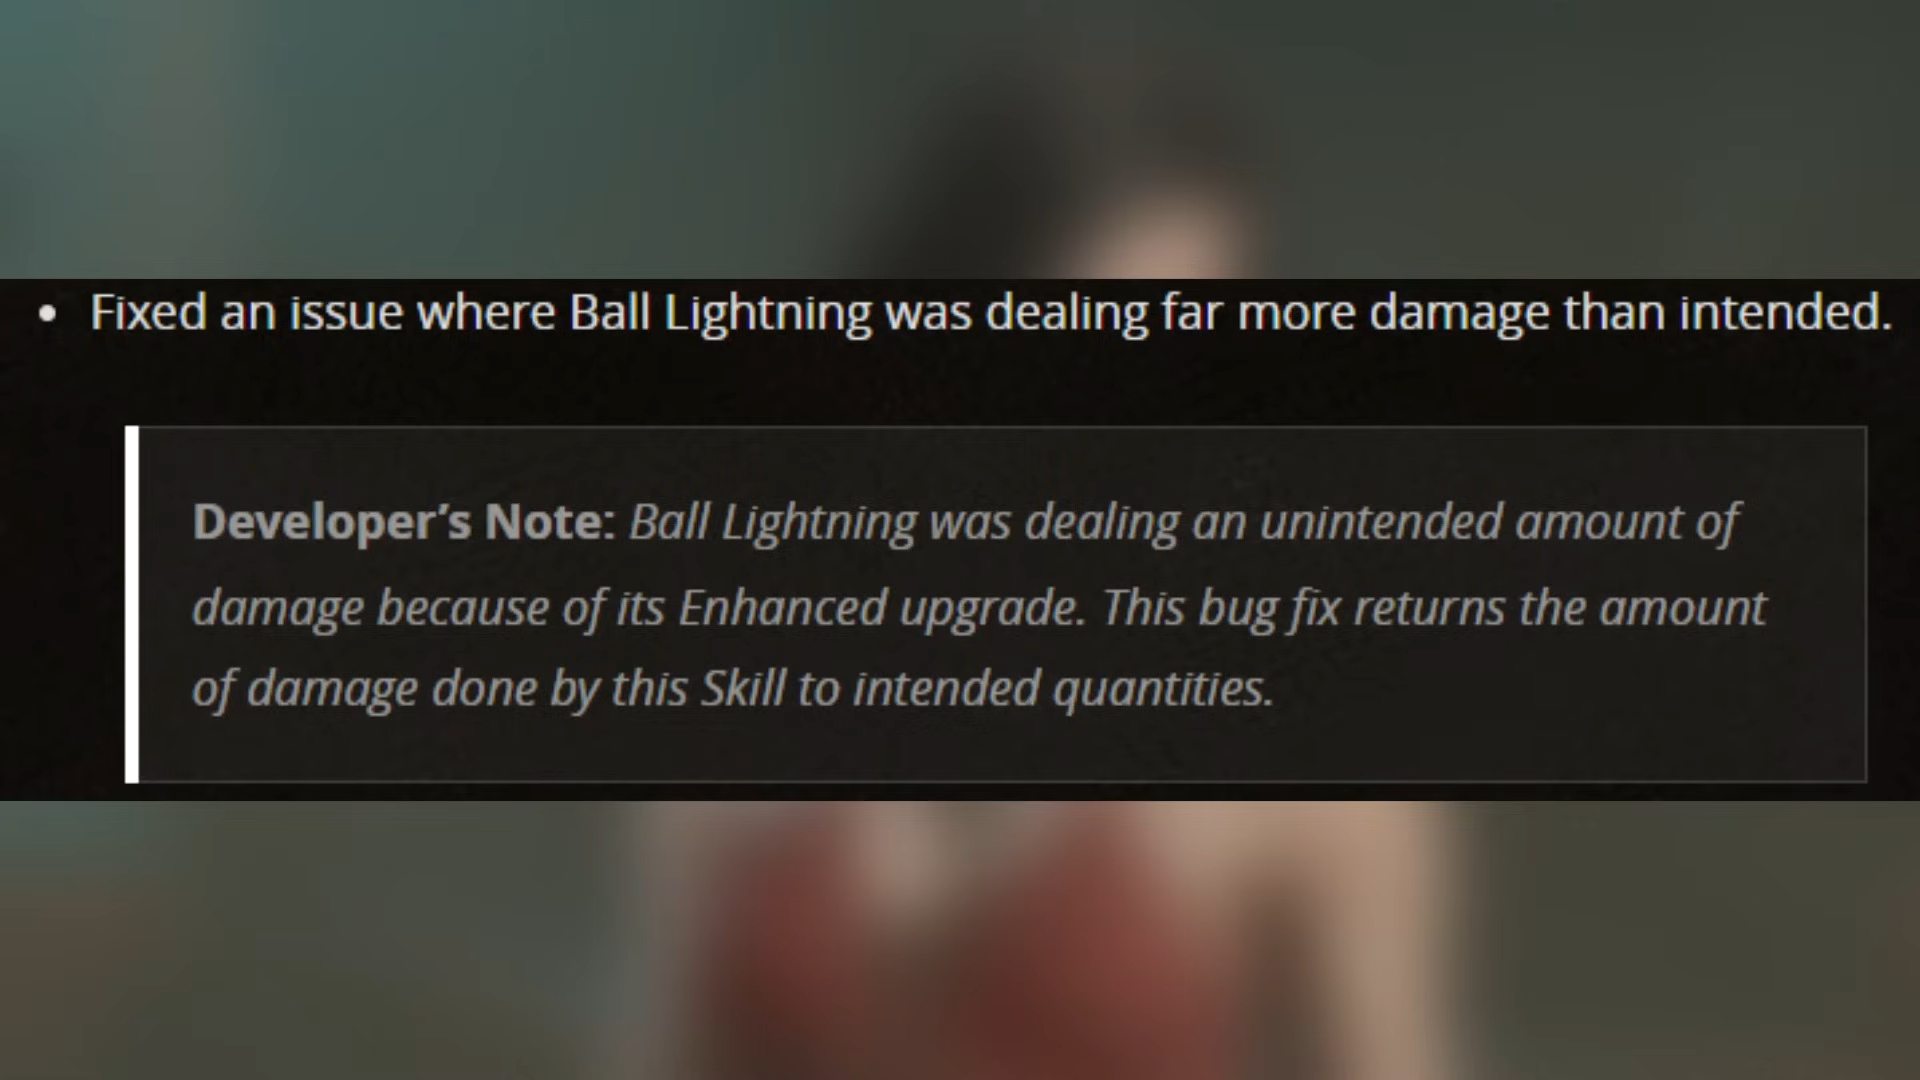 • Fixed an issue where Ball Lightning was dealing far more damage than intended.
Developer’s Note: Ball Lightning was dealing an unintended amount of
damage because of its Enhanced upgrade. This bug fix returns the amount
of damage done by this Skill to intended quantities.